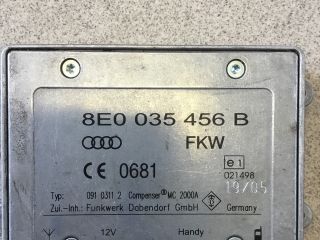 8E0 035 456 B
FKW
CE 0681
e1
021498
19/05
Typ: 091 0311 2 Compenser® MC 2000A
Zul.-Inh.: Funkwerk Dabendorf GmbH Germany
12V Handy